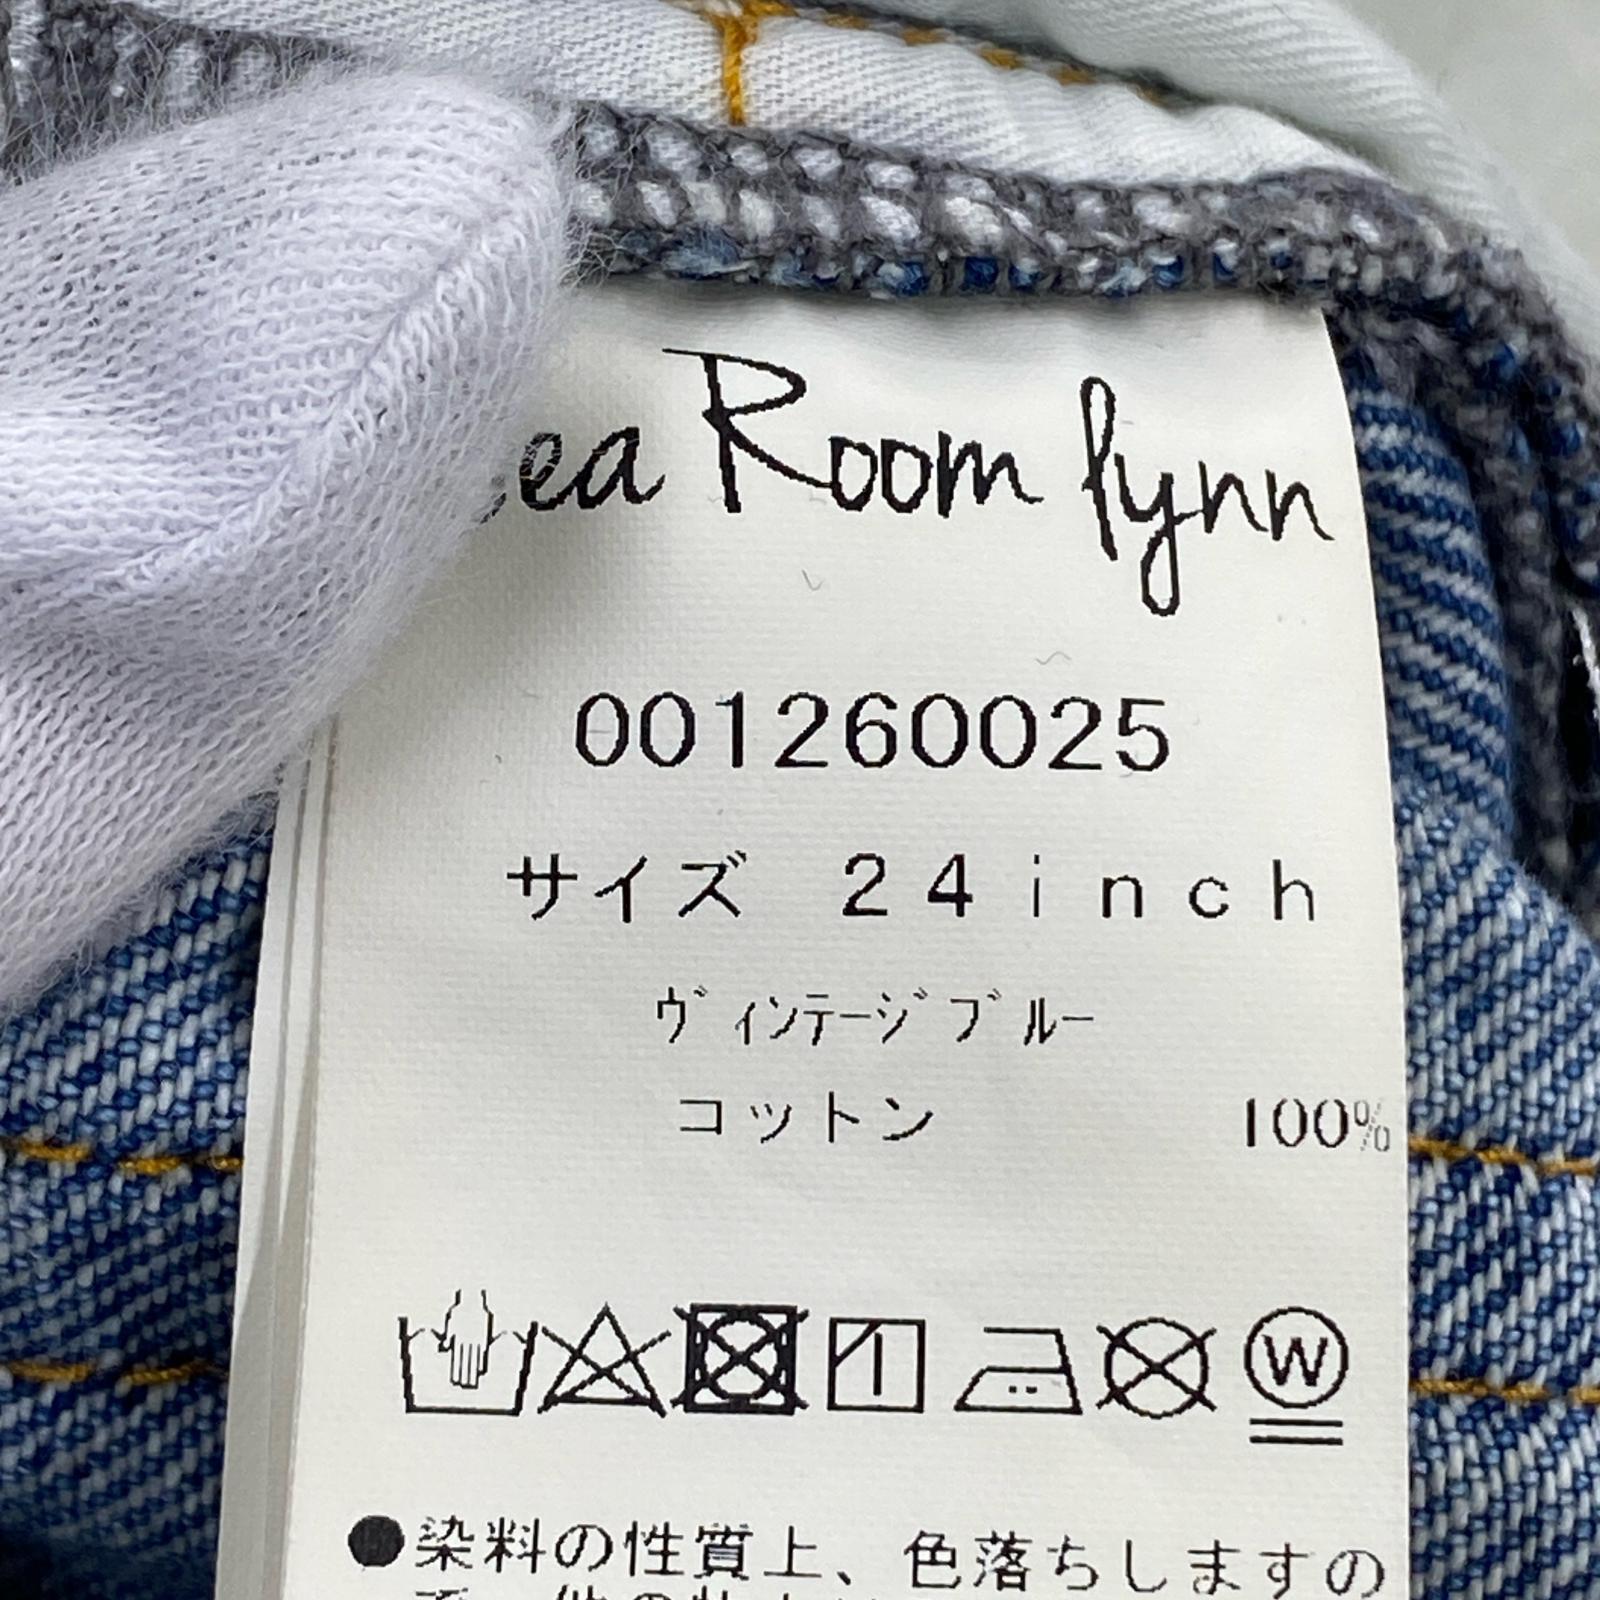 ea Room lynn
001260025
サイズ 24inch
ヴィンテージブルー
コットン 100%
W
●染料の性質上、色落ちしますの